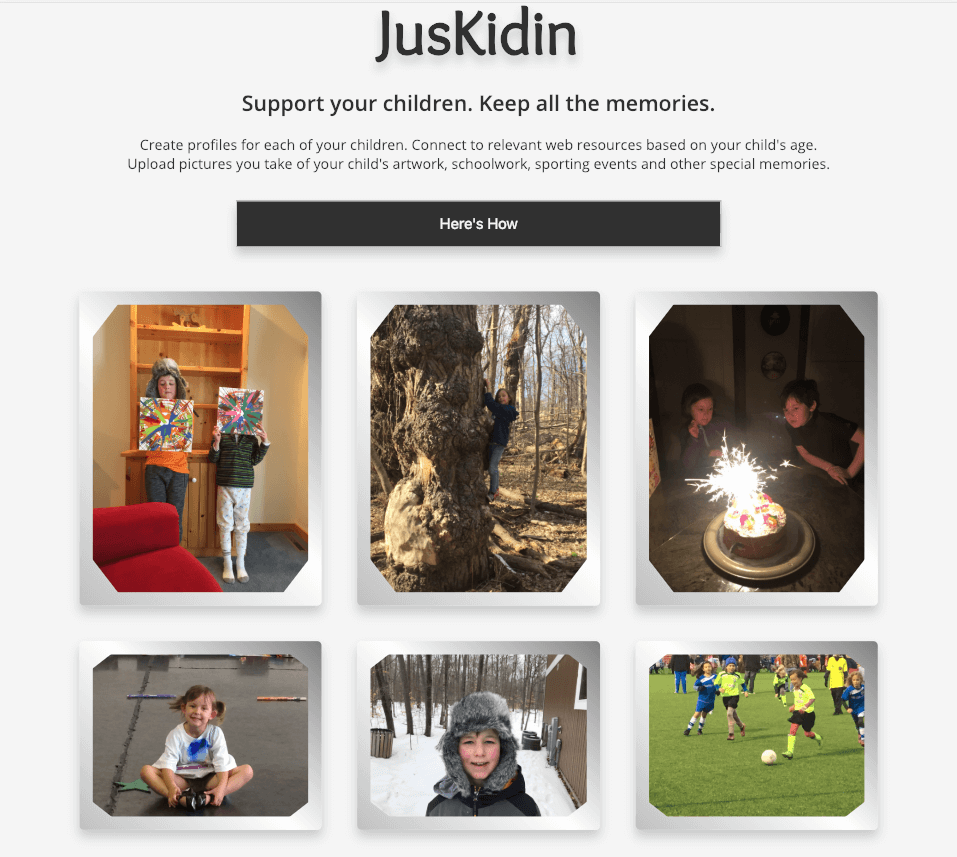 JusKidin
Support your children. Keep all the memories.
Create profiles for each of your children. Connect to relevant web resources based on your child's age.
Upload pictures you take of your child's artwork, schoolwork, sporting events and other special memories.
Here's How